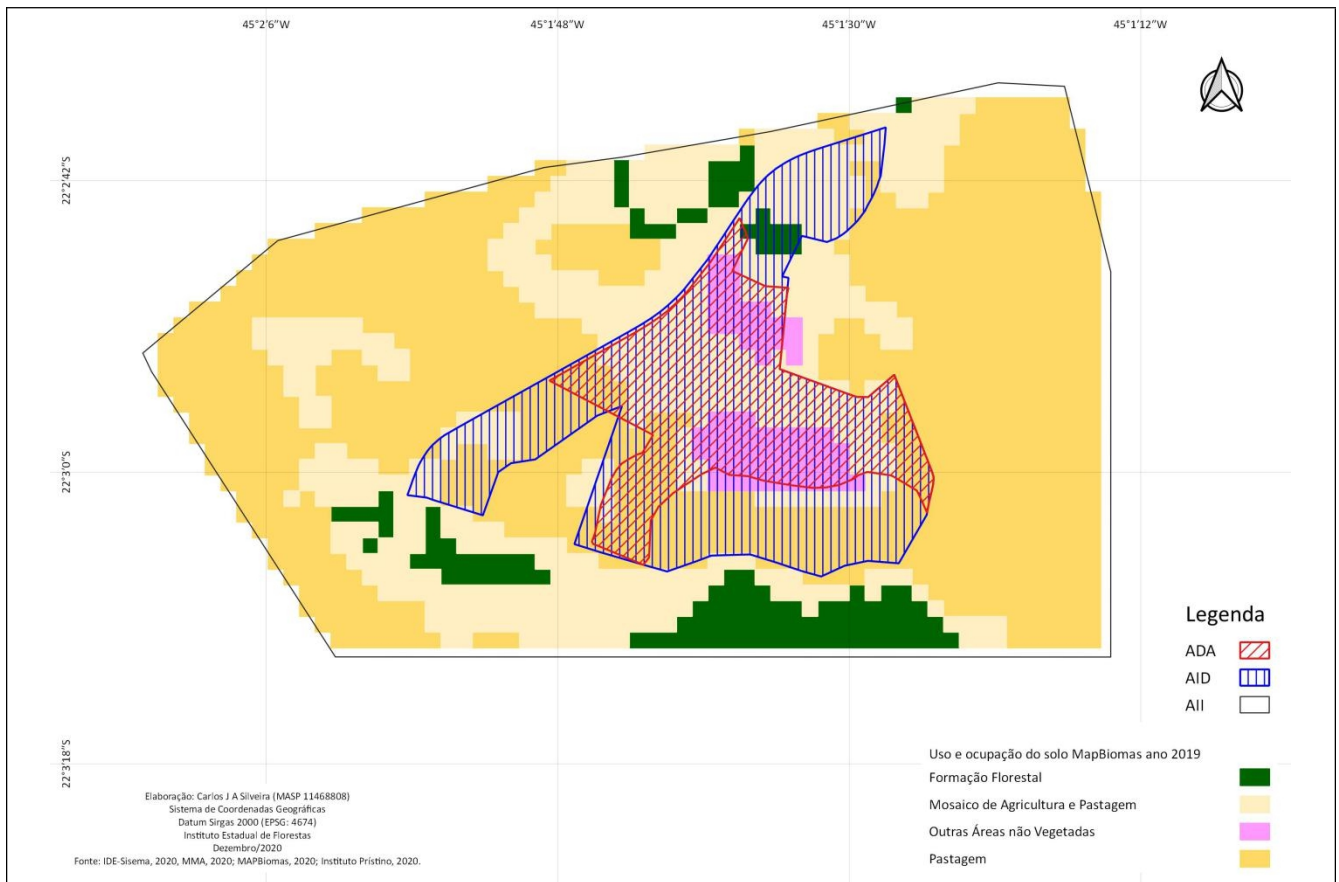 45°2'6"W 45°1'48"W 45°1'30"W 45°1'12"W
22°2'42"S
22°3'0"S
22°3'18"S
Legenda
ADA
AID
AII
Uso e ocupação do solo MapBiomas ano 2019
Formação Florestal
Mosaico de Agricultura e Pastagem
Outras Áreas não Vegetadas
Pastagem
Elaboração: Carlos J A Silveira (MASP 11468808)
Sistema de Coordenadas Geográficas
Datum Sirgas 2000 (EPSG: 4674)
Instituto Estadual de Florestas
Dezembro/2020
Fonte: IDE-Sisema, 2020, MMA, 2020; MAPBiomas, 2020; Instituto Prístino, 2020.